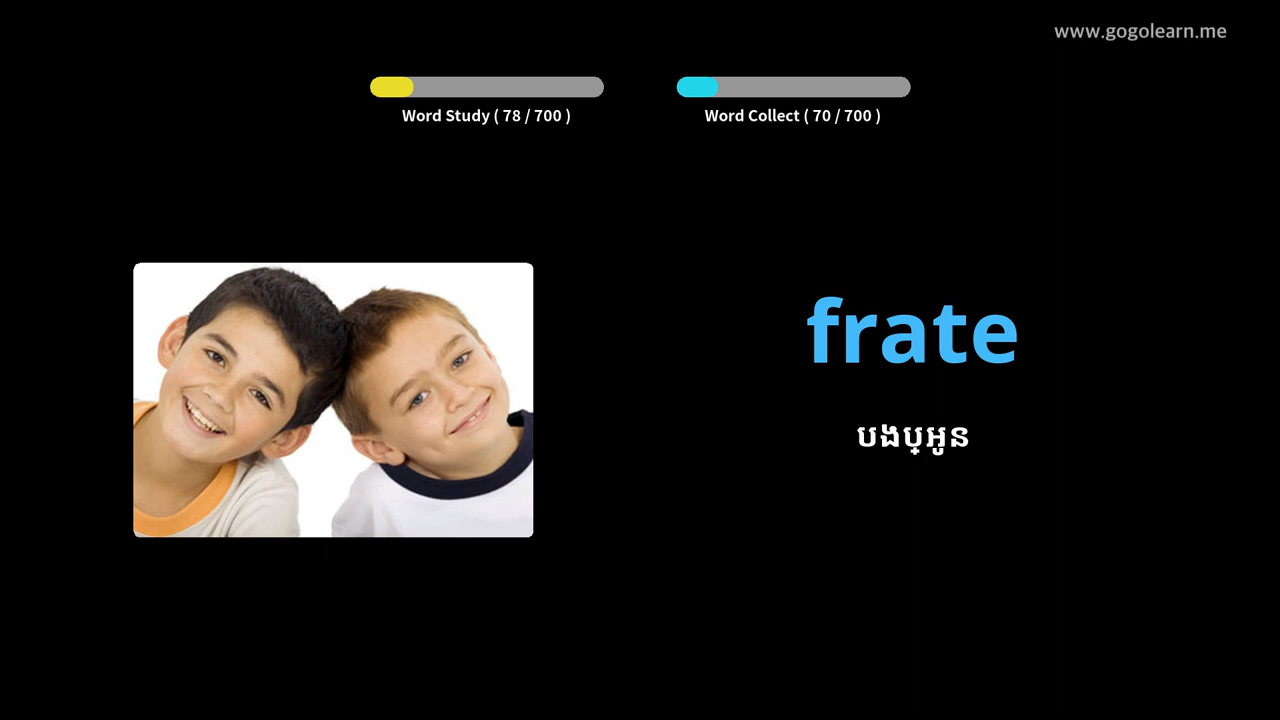 www.gogolearn.me
Word Study ( 78 / 700 )
Word Collect ( 70 / 700 )
frate
បងប្អូន